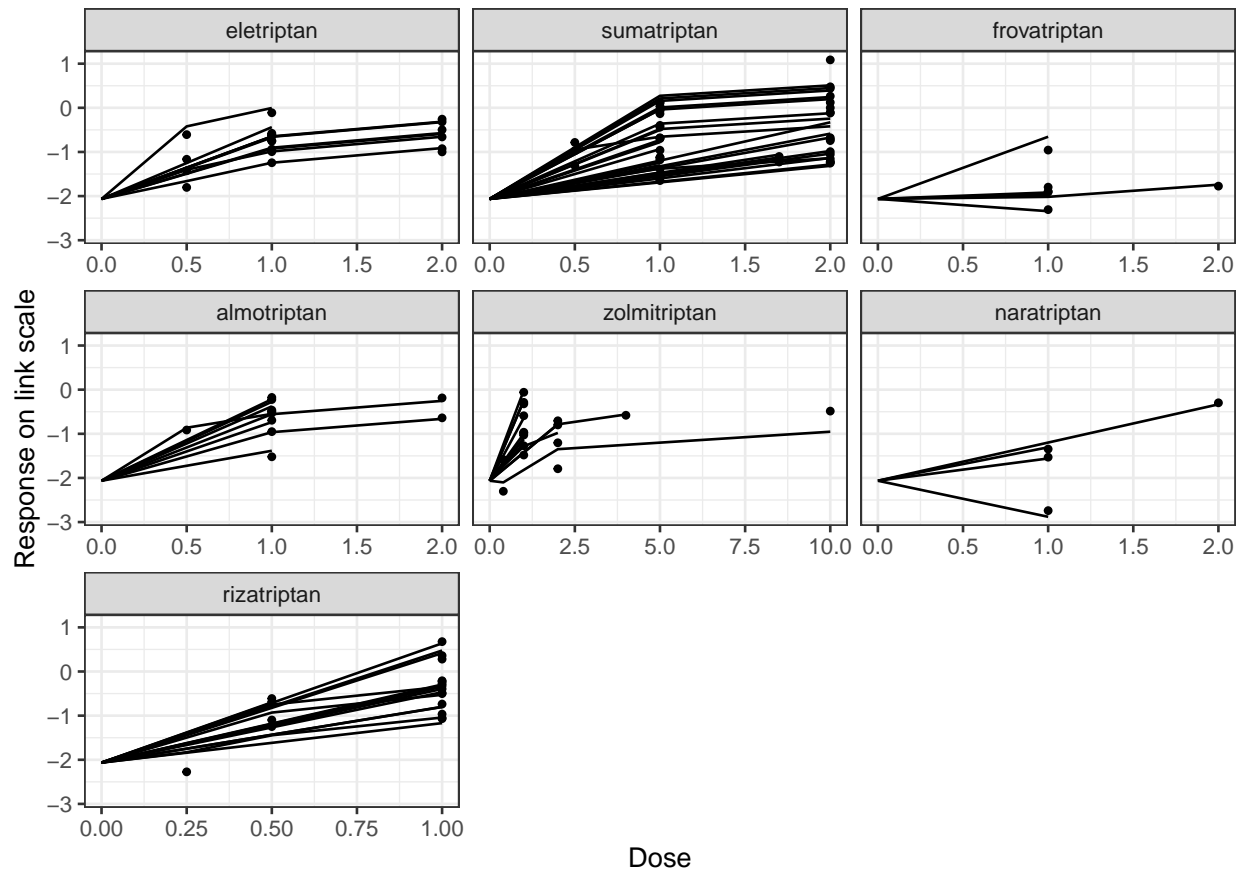 eletriptan sumatriptan frovatriptan
1
0
−1
−2
−3
0.0 0.5 1.0 1.5 2.0 0.0 0.5 1.0 1.5 2.0 0.0 0.5 1.0 1.5 2.0
almotriptan zolmitriptan naratriptan
1
0
−1
−2
−3
0.0 0.5 1.0 1.5 2.0 0.0 2.5 5.0 7.5 10.0 0.0 0.5 1.0 1.5 2.0
rizatriptan
1
0
−1
−2
−3
0.00 0.25 0.50 0.75 1.00
Response on link scale
Dose